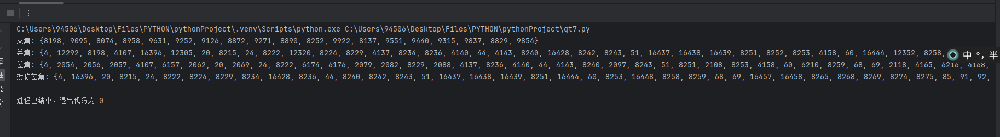 C:\Users\94506\Desktop\Files\PYTHON\pythonProject\.venv\Scripts\python.exe C:\Users\94506\Desktop\Files\PYTHON\pythonProject\qt7.py
交集: {8198, 9095, 8074, 8958, 9631, 9252, 9126, 8872, 9271, 8890, 8252, 9922, 8137, 9551, 9440, 9315, 9837, 8829, 9854}
并集: {4, 12292, 8198, 4107, 16396, 12305, 20, 8215, 24, 8222, 12320, 8224, 8229, 4137, 8234, 8236, 4140, 44, 4143, 8240, 16428, 8242, 8243, 51, 16437, 16438, 16439, 8251, 8252, 8253, 4158, 60, 16444, 12352, 8258, 中 °, 半
差集: {4, 2054, 2056, 2057, 4107, 6157, 2062, 20, 2069, 24, 8222, 6174, 6176, 2079, 2082, 8229, 2088, 4137, 8236, 4140, 44, 4143, 8240, 2097, 8243, 51, 8251, 2108, 8253, 4158, 60, 6210, 8259, 68, 69, 2118, 4165, 6216, 4168,
对称差集: {4, 16396, 20, 8215, 24, 8222, 8224, 8229, 8234, 16428, 8236, 44, 8240, 8242, 8243, 51, 16437, 16438, 16439, 8251, 16444, 60, 8253, 16448, 8258, 8259, 68, 69, 16457, 16458, 8265, 8268, 8269, 8274, 8275, 85, 91, 92,
进程已结束，退出代码为 0